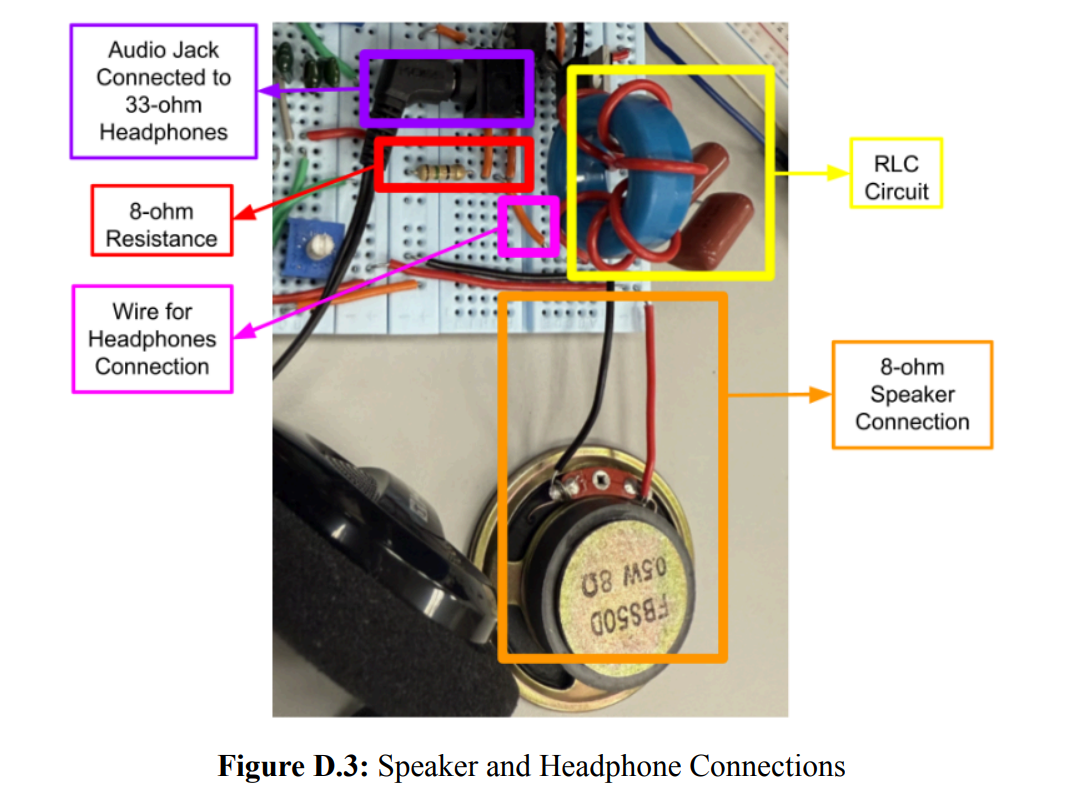 Audio Jack
Connected to
33-ohm
Headphones
8-ohm
Resistance
Wire for
Headphones
Connection
RLC
Circuit
8-ohm
Speaker
Connection
FBS50D
0.5W 8Ω
Figure D.3: Speaker and Headphone Connections